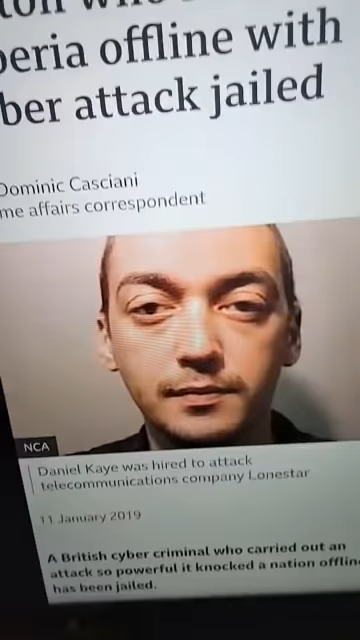 peria offline with
ber attack jailed
Dominic Casciani
me affairs correspondent
NCA
Daniel Kaye was hired to attack
telecommunications company Lonestar
11 January 2019
A British cyber criminal who carried out an
attack so powerful it knocked a nation offlin
has been jailed.